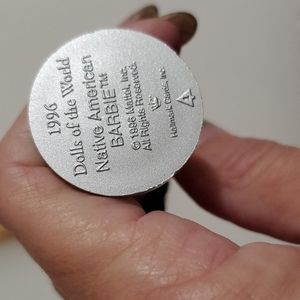 1996
Dolls of the World
Native American
BARBIE™
© 1996 Mattel, Inc.
All Rights Reserved.
Hallmark Cards, Inc.